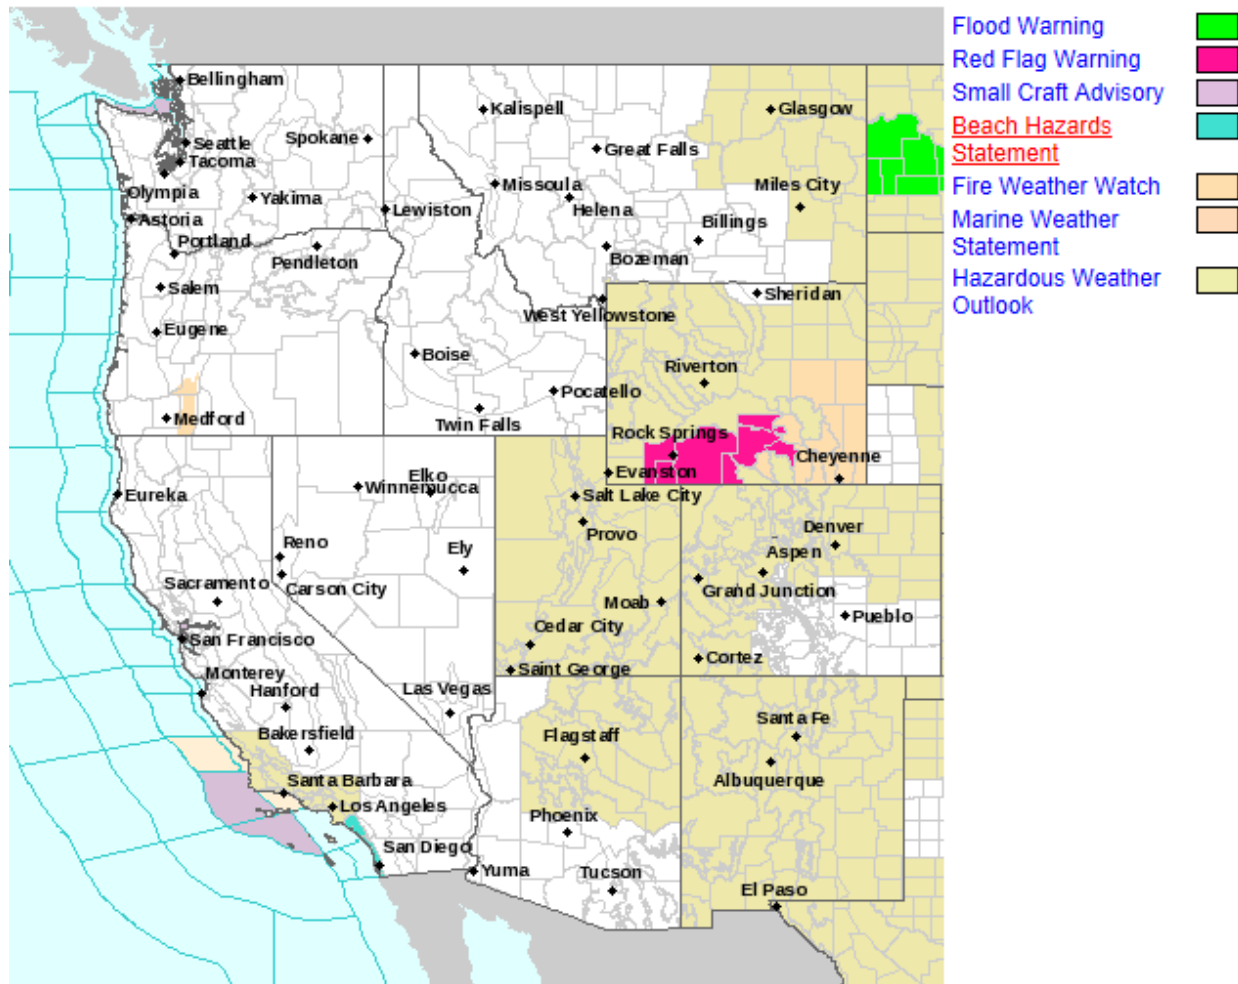 Flood Warning
Red Flag Warning
Small Craft Advisory
Beach Hazards
Statement
Fire Weather Watch
Marine Weather
Statement
Hazardous Weather
Outlook
Bellingham
Kalispell
Glasgow
Seattle
Spokane
Great Falls
Tacoma
Olympia
Yakima
Missoula
Miles City
Astoria
Lewiston
Helena
Billings
Portland
Pendleton
Bozeman
Salem
Sheridan
Eugene
West Yellowstone
Boise
Riverton
Pocatello
Medford
Twin Falls
Rock Springs
Cheyenne
Evanston
Eureka
Elko
Winnemucca
Salt Lake City
Provo
Denver
Reno
Ely
Aspen
Sacramento
Carson City
Grand Junction
Moab
Pueblo
San Francisco
Cedar City
Cortez
Monterey
Saint George
Hanford
Las Vegas
Santa Fe
Bakersfield
Flagstaff
Albuquerque
Santa Barbara
Los Angeles
Phoenix
San Diego
Yuma
Tucson
El Paso